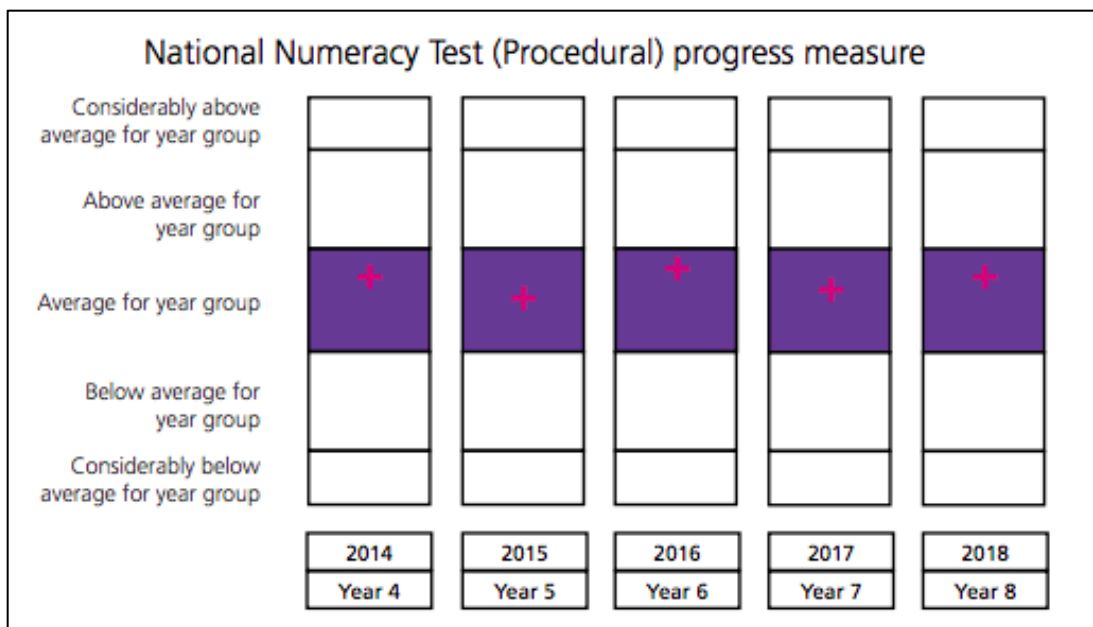 National Numeracy Test (Procedural) progress measure
Considerably above
average for year group
Above average for
year group
Average for year group
Below average for
year group
Considerably below
average for year group
2014 2015 2016 2017 2018
Year 4 Year 5 Year 6 Year 7 Year 8